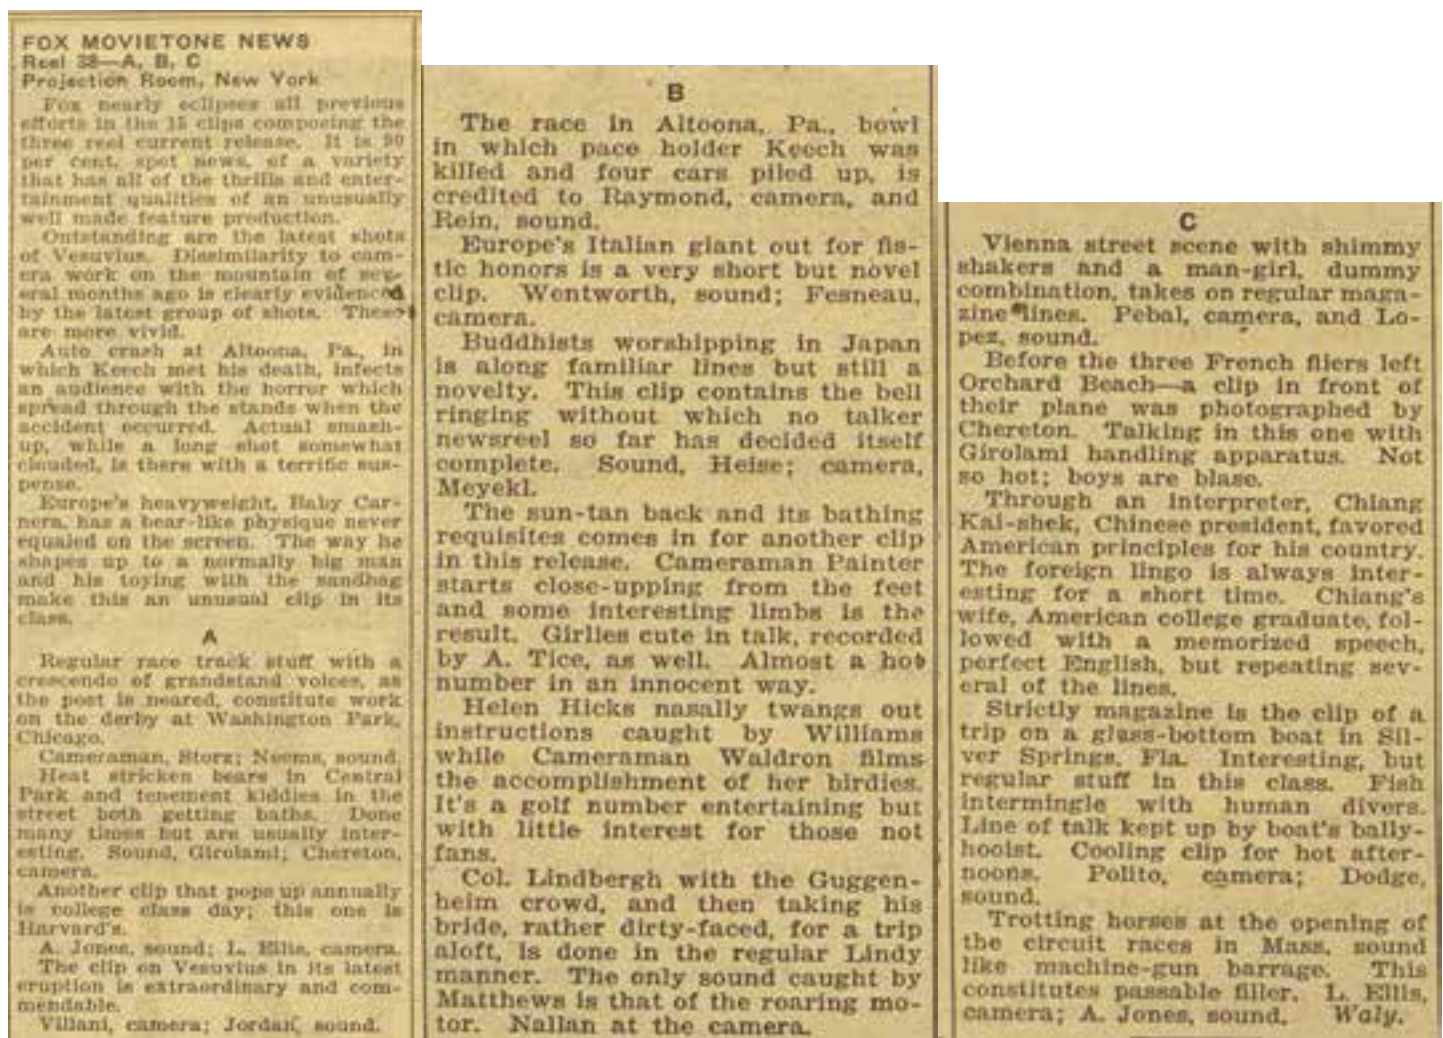 FOX MOVIETONE NEWS
Reel 38—A, B, C
Projection Room, New York
Fox nearly eclipses all previous
efforts in the 15 clips composing the
three reel current release. It is 90
per cent. spot news, of a variety
that has all of the thrills and enter-
tainment qualities of an unusually
well made feature production.
Outstanding are the latest shots
of Vesuvius. Dissimilarity to cam-
era work on the mountain of sev-
eral months ago is clearly evidenced
by the latest group of shots. These
are more vivid.
Auto crash at Altoona, Pa., in
which Keech met his death, infects
an audience with the horror which
spread through the stands when the
accident occurred. Actual smash-
up, while a long shot somewhat
clouded, is there with a terrific sus-
pense.
Europe's heavyweight, Baby Car-
nera, has a bear-like physique never
equaled on the screen. The way he
shapes up to a normally big man
and his toying with the sandbag
make this an unusual clip in its
class.
A
Regular race track stuff with a
crescendo of grandstand voices, as
the post is neared, constitute work
on the derby at Washington Park,
Chicago.
Cameraman, Storz; Neems, sound.
Heat stricken bears in Central
Park and tenement kiddies in the
street both getting baths. Done
many times but are usually inter-
esting. Sound, Girolami; Chereton,
camera.
Another clip that pops up annually
is college class day; this one is
Harvard's.
A. Jones, sound; L. Ellis, camera.
The clip on Vesuvius in its latest
eruption is extraordinary and com-
mendable.
Villani, camera; Jordan, sound.
B
The race in Altoona, Pa., bowl
in which pace holder Keech was
killed and four cars piled up, is
credited to Raymond, camera, and
Rein, sound.
Europe's Italian giant out for fis-
tic honors is a very short but novel
clip. Wentworth, sound; Fesneau,
camera.
Buddhists worshipping in Japan
is along familiar lines but still a
novelty. This clip contains the bell
ringing without which no talker
newsreel so far has decided itself
complete. Sound, Heise; camera,
Meyekl.
The sun-tan back and its bathing
requisites comes in for another clip
in this release. Cameraman Painter
starts close-upping from the feet
and some interesting limbs is the
result. Girlies cute in talk, recorded
by A. Tice, as well. Almost a hot
number in an innocent way.
Helen Hicks nasally twangs out
instructions caught by Williams
while Cameraman Waldron films
the accomplishment of her birdies.
It's a golf number entertaining but
with little interest for those not
fans.
Col. Lindbergh with the Guggen-
heim crowd, and then taking his
bride, rather dirty-faced, for a trip
aloft, is done in the regular Lindy
manner. The only sound caught by
Matthews is that of the roaring mo-
tor. Nallan at the camera.
C
Vienna street scene with shimmy
shakers and a man-girl, dummy
combination, takes on regular maga-
zine lines. Pebal, camera, and Lo-
pez, sound.
Before the three French fliers left
Orchard Beach—a clip in front of
their plane was photographed by
Chereton. Talking in this one with
Girolami handling apparatus. Not
so hot; boys are blase.
Through an interpreter, Chiang
Kai-shek, Chinese president, favored
American principles for his country.
The foreign lingo is always inter-
esting for a short time. Chiang's
wife, American college graduate, fol-
lowed with a memorized speech,
perfect English, but repeating sev-
eral of the lines.
Strictly magazine is the clip of a
trip on a glass-bottom boat in Sil-
ver Springs, Fla. Interesting, but
regular stuff in this class. Fish
intermingle with human divers.
Line of talk kept up by boat's bally-
hooist. Cooling clip for hot after-
noons. Polito, camera; Dodge,
sound.
Trotting horses at the opening of
the circuit races in Mass. sound
like machine-gun barrage. This
constitutes passable filler. L. Ellis,
camera; A. Jones, sound. Waly.